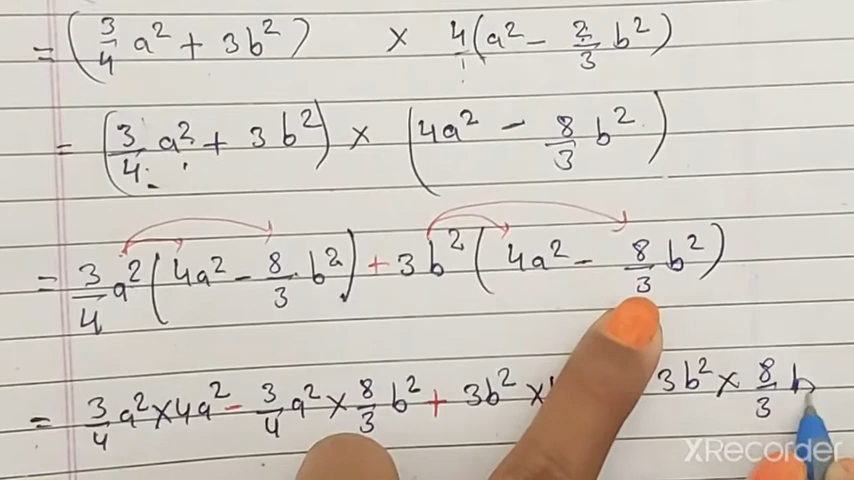 = (3/4 a² + 3b²) × 4/1 (a² - 2/3 b²)
= (3/4 a² + 3b²) × (4a² - 8/3 b²)
= 3/4 a² (4a² - 8/3 b²) + 3b² (4a² - 8/3 b²)
= 3/4 a² × 4a² - 3/4 a² × 8/3 b² + 3b² × 3b² × 8/3 b
XRecorder